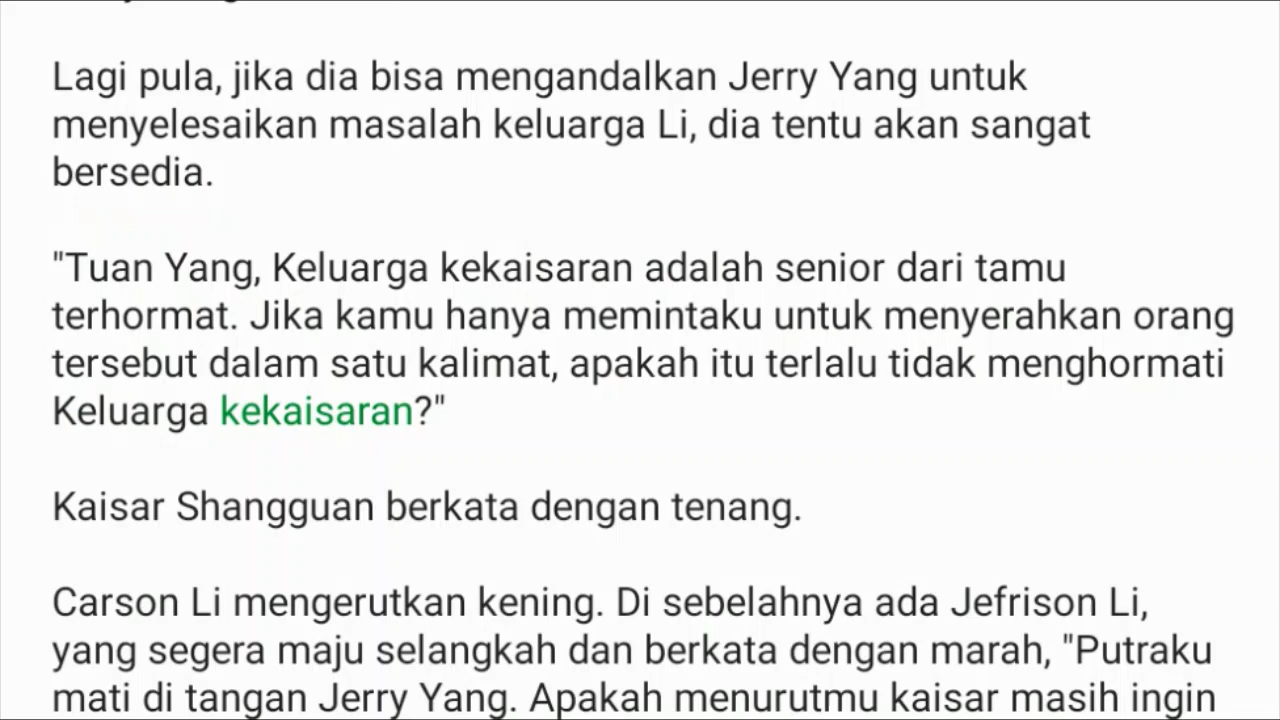 Lagi pula, jika dia bisa mengandalkan Jerry Yang untuk
menyelesaikan masalah keluarga Li, dia tentu akan sangat
bersedia.
"Tuan Yang, Keluarga kekaisaran adalah senior dari tamu
terhormat. Jika kamu hanya memintaku untuk menyerahkan orang
tersebut dalam satu kalimat, apakah itu terlalu tidak menghormati
Keluarga kekaisaran?"
Kaisar Shangguan berkata dengan tenang.
Carson Li mengerutkan kening. Di sebelahnya ada Jefrison Li,
yang segera maju selangkah dan berkata dengan marah, "Putraku
mati di tangan Jerry Yang. Apakah menurutmu kaisar masih ingin